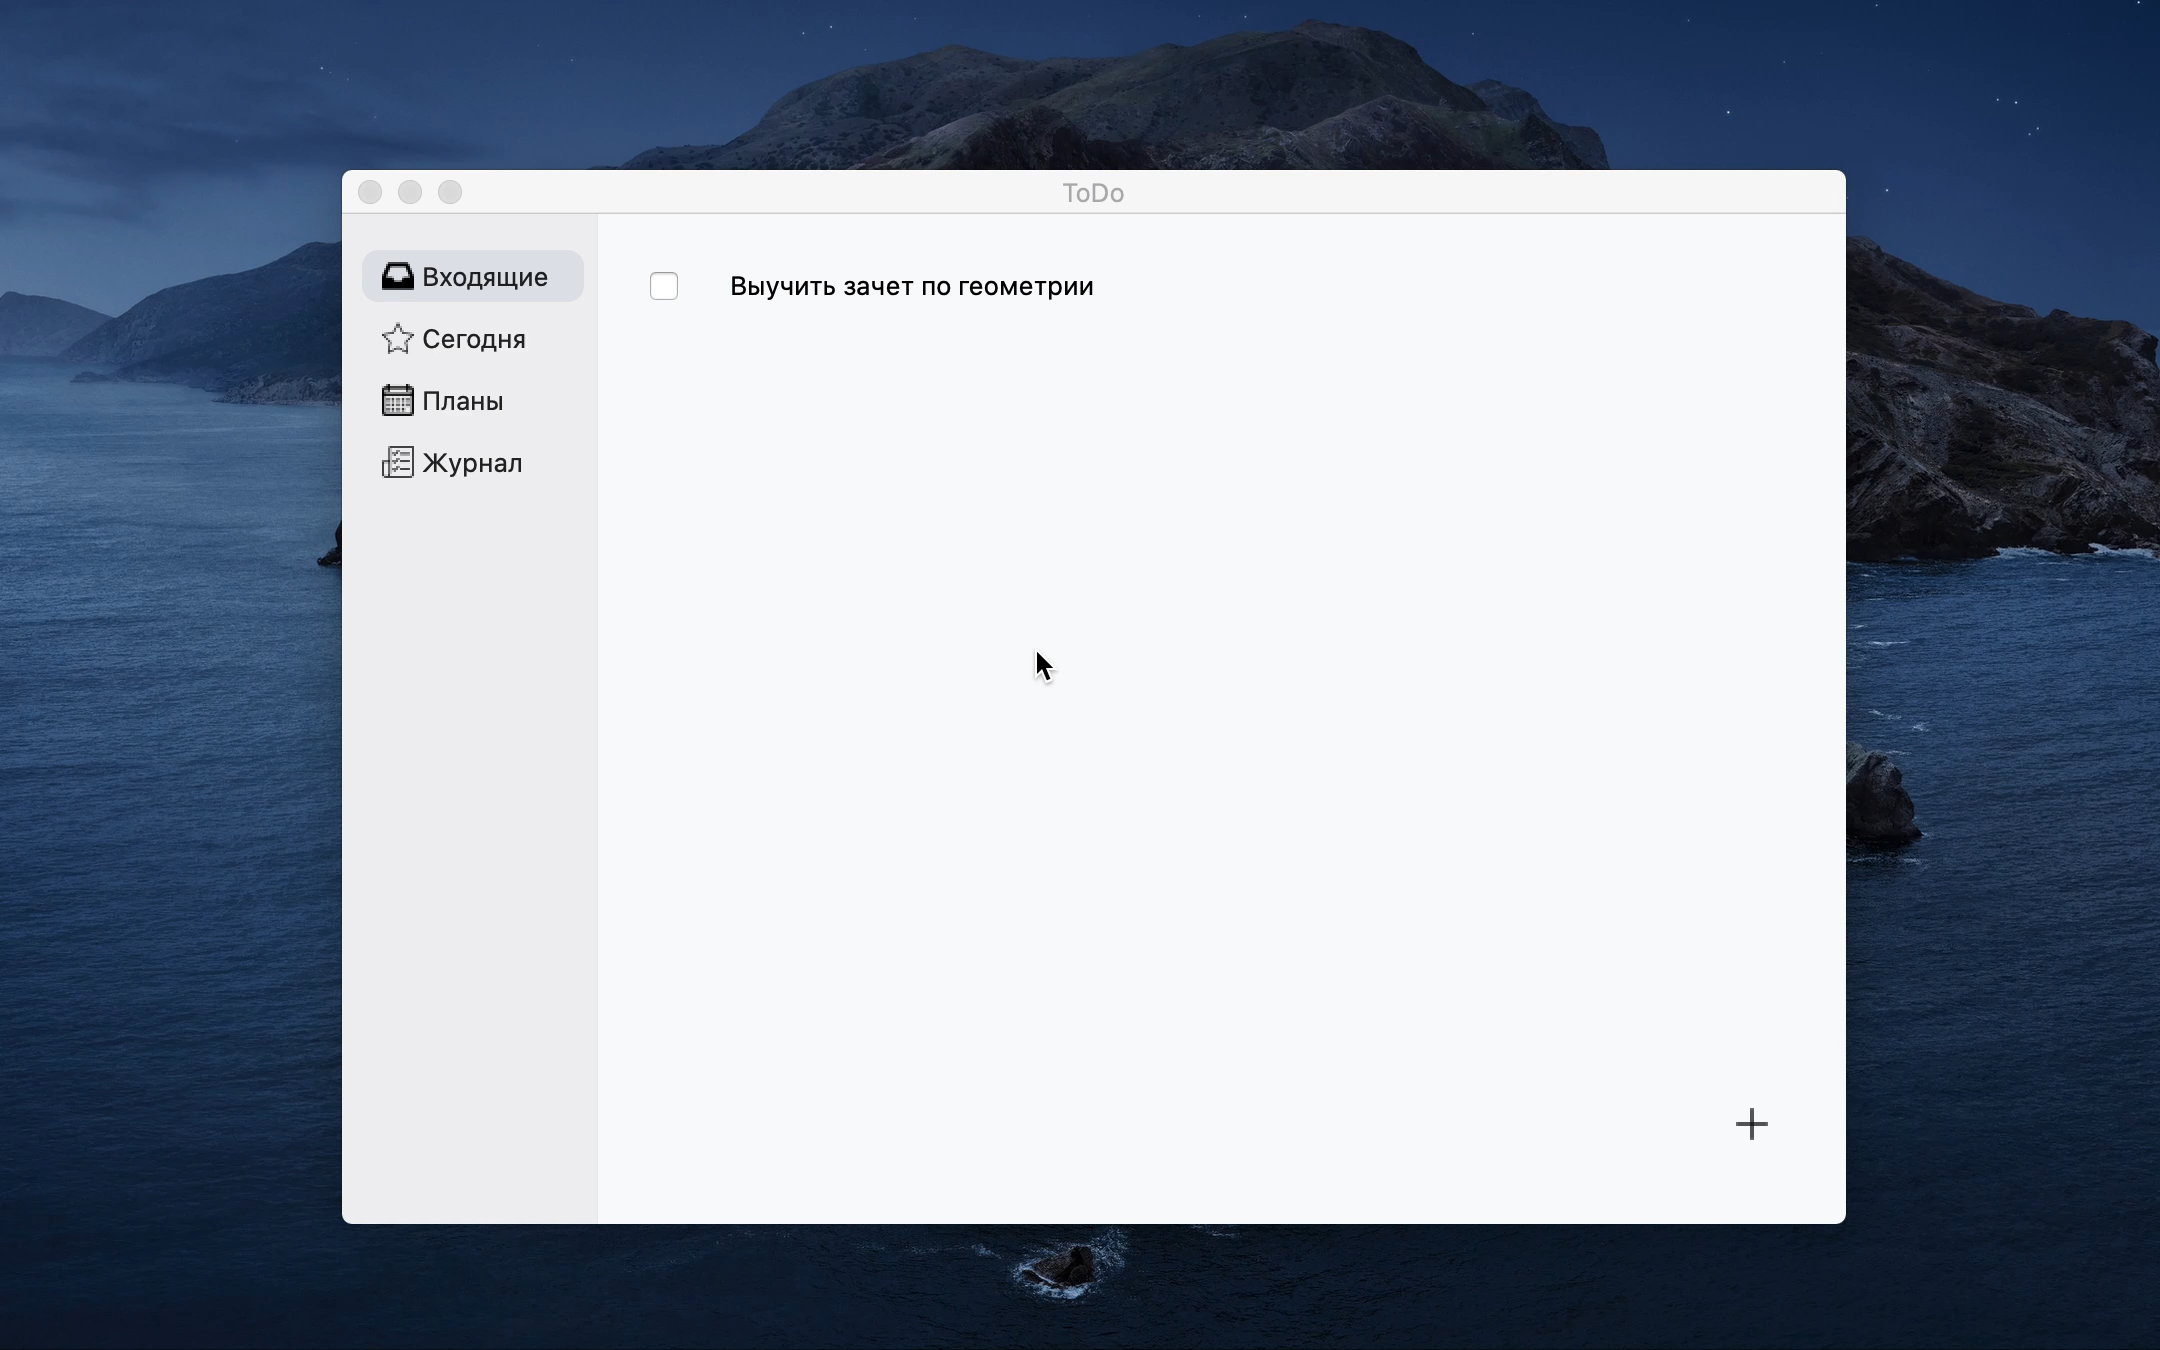 ToDo
Входящие
Сегодня
Планы
Журнал
Выучить зачет по геометрии